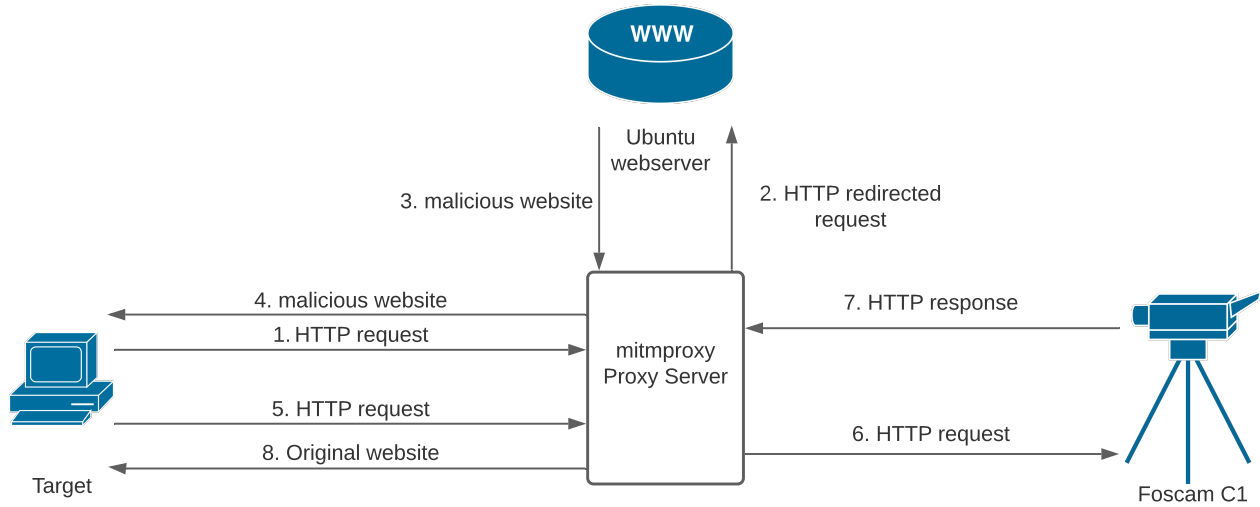 WWW
Ubuntu
webserver
3. malicious website
2. HTTP redirected
request
4. malicious website
1. HTTP request
7. HTTP response
mitmproxy
Proxy Server
5. HTTP request
6. HTTP request
8. Original website
Target
Foscam C1